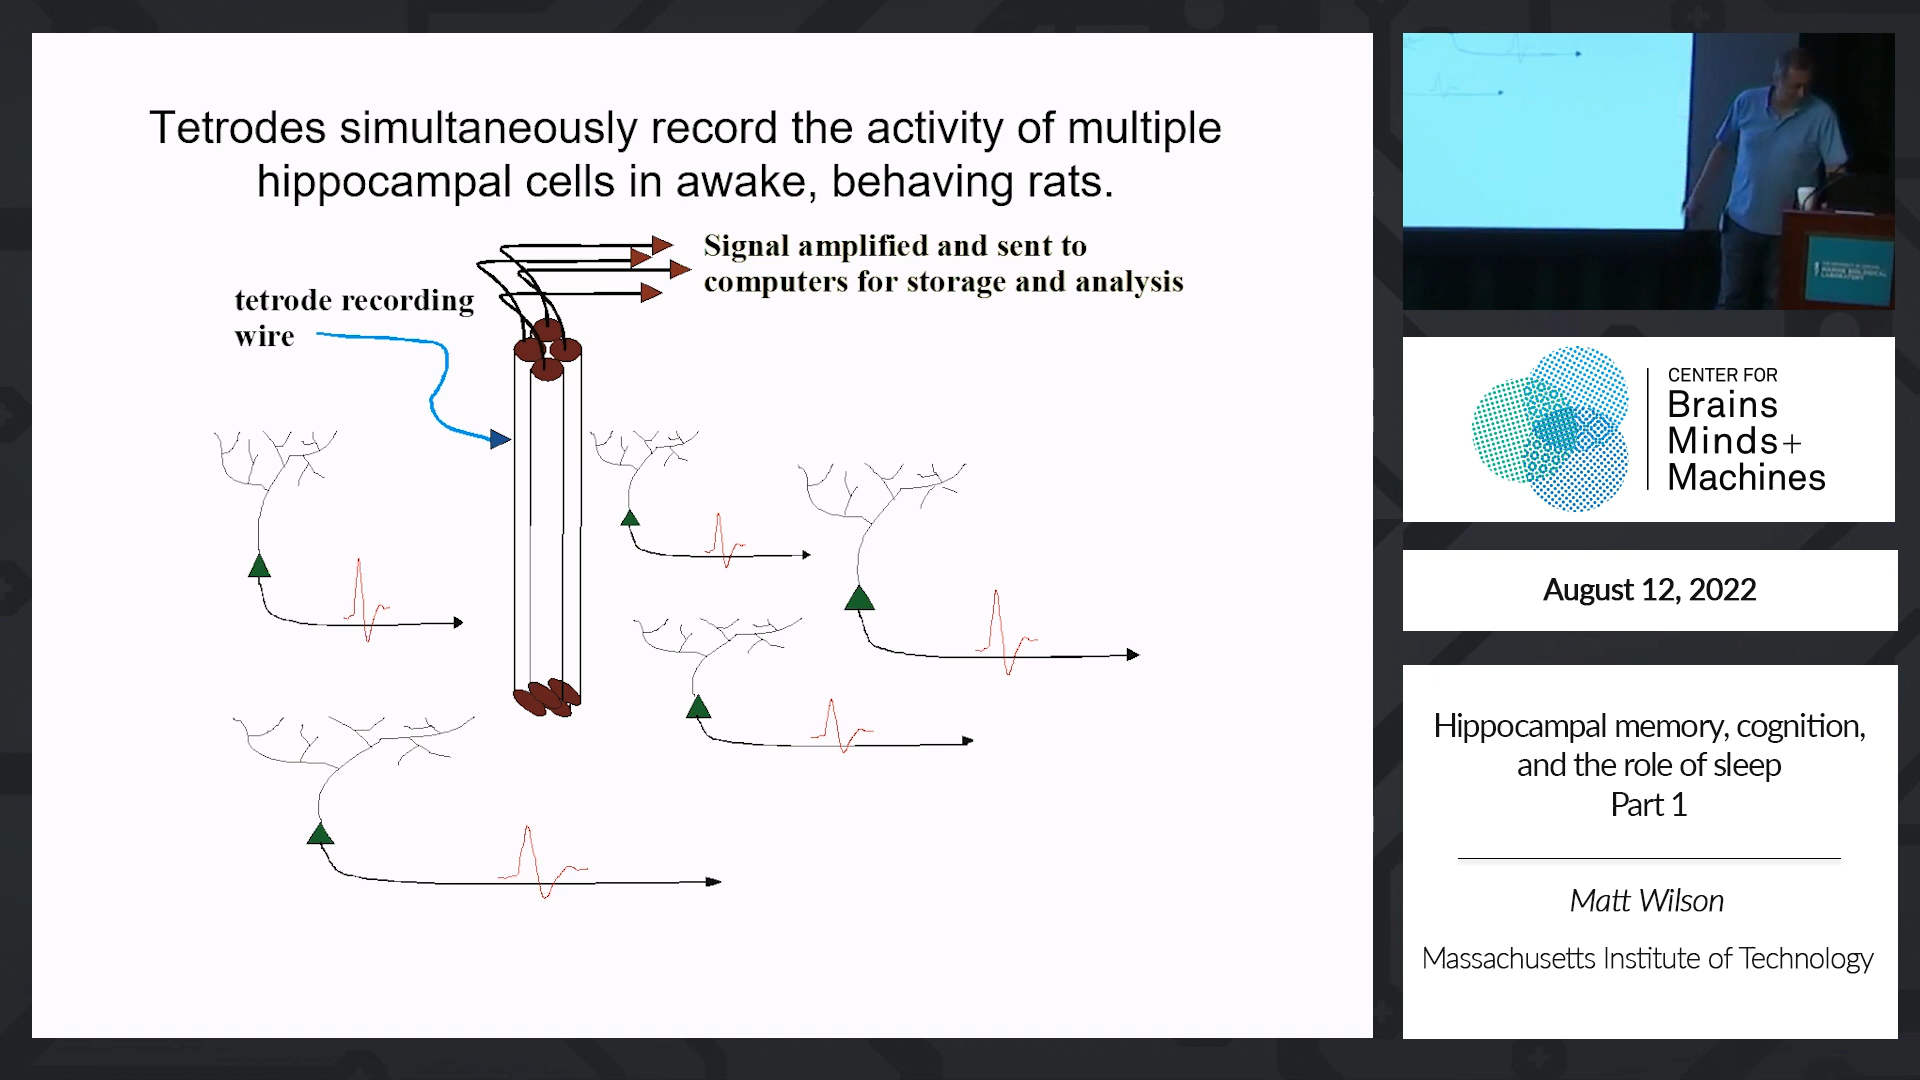 Tetrodes simultaneously record the activity of multiple
hippocampal cells in awake, behaving rats.
Signal amplified and sent to
computers for storage and analysis
tetrode recording
wire
CENTER FOR
Brains
Minds+
Machines
August 12, 2022
Hippocampal memory, cognition,
and the role of sleep
Part 1
Matt Wilson
Massachusetts Institute of Technology